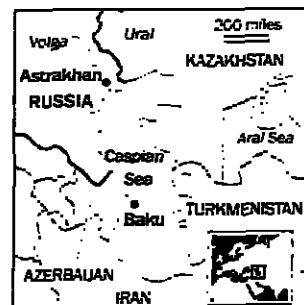 200 miles
Volga
Ural
KAZAKHSTAN
Astrakhan
RUSSIA
Aral Sea
Caspian
Sea
Baku
TURKMENISTAN
AZERBAIJAN
IRAN